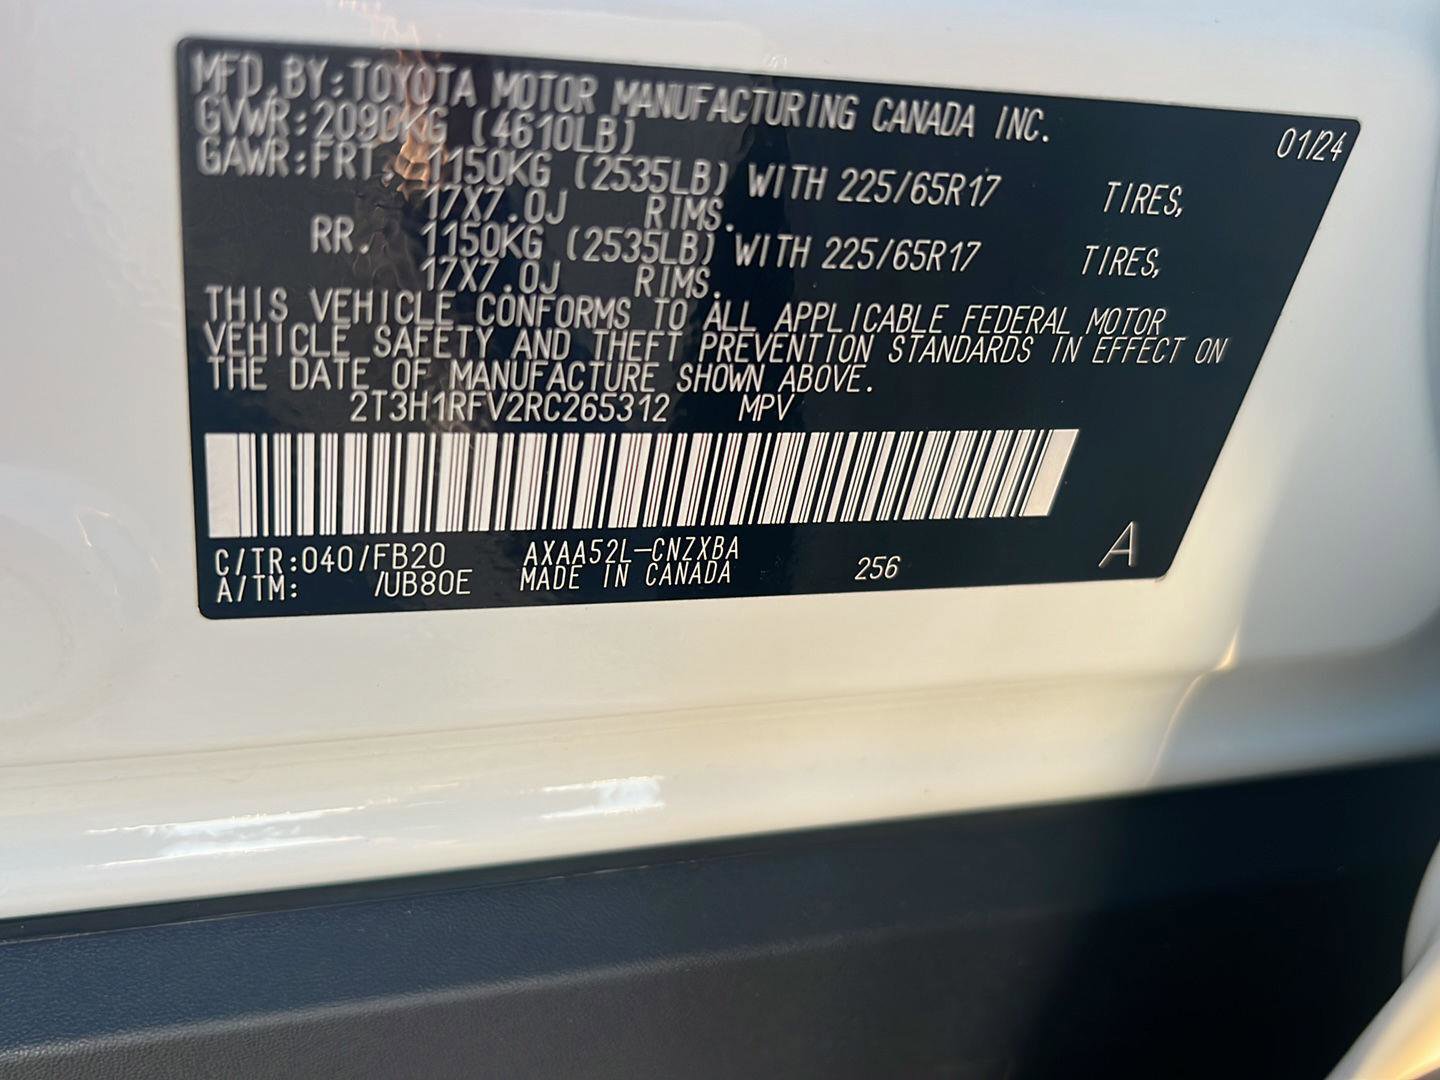 MFD.BY:TOYOTA MOTOR MANUFACTURING CANADA INC. 01/24
GVWR:2090KG (4610LB)
GAWR:FRT. 1150KG (2535LB) WITH 225/65R17 TIRES,
17X7.0J RIMS.
RR. 1150KG (2535LB) WITH 225/65R17 TIRES,
17X7.0J RIMS.
THIS VEHICLE CONFORMS TO ALL APPLICABLE FEDERAL MOTOR
VEHICLE SAFETY AND THEFT PREVENTION STANDARDS IN EFFECT ON
THE DATE OF MANUFACTURE SHOWN ABOVE.
2T3H1RFV2RC265312 MPV
C/TR:040/FB20 AXAA52L-CNZXBA
A/TM: /UB80E MADE IN CANADA 256 A